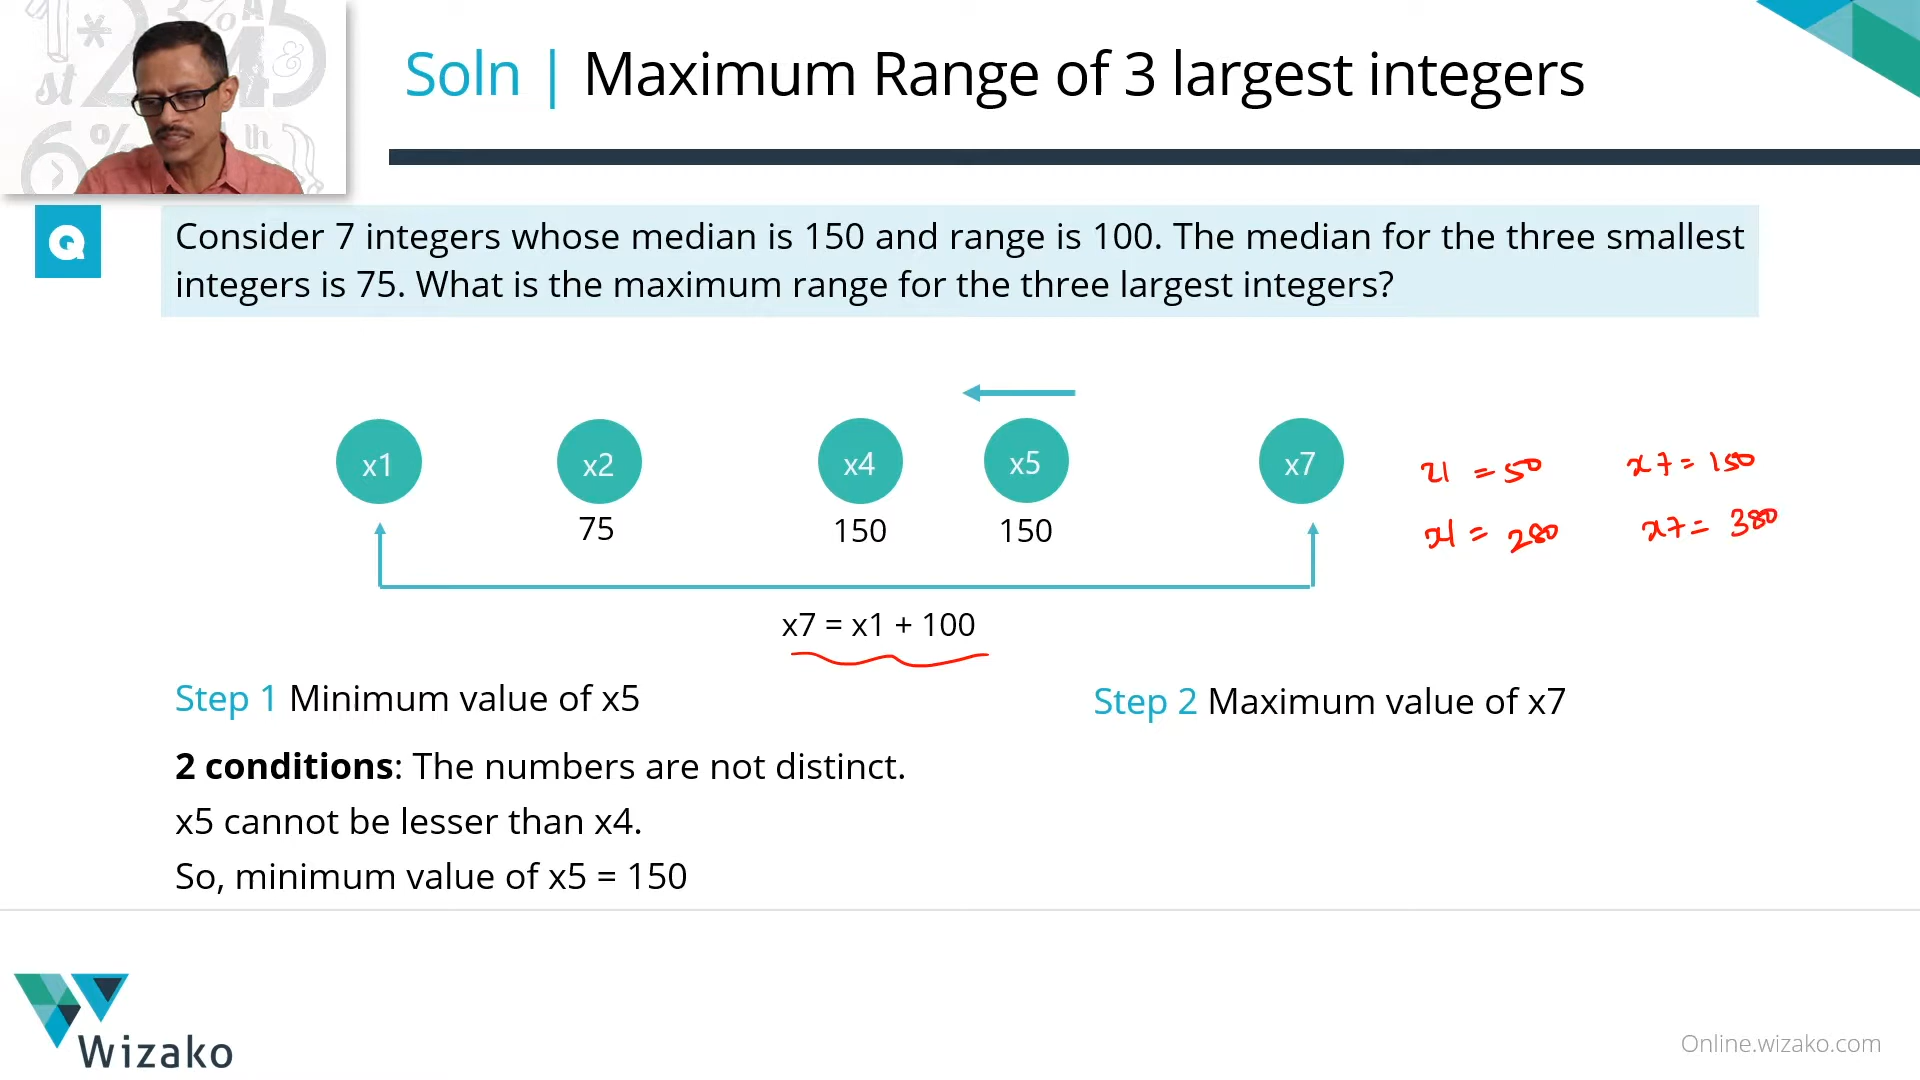 Soln | Maximum Range of 3 largest integers
Q
Consider 7 integers whose median is 150 and range is 100. The median for the three smallest
integers is 75. What is the maximum range for the three largest integers?
x1 x2 x4 x5 x7
75 150 150
x1 = 50 x7 = 150
x1 = 280 x7 = 380
x7 = x1 + 100
Step 1 Minimum value of x5
2 conditions: The numbers are not distinct.
x5 cannot be lesser than x4.
So, minimum value of x5 = 150
Step 2 Maximum value of x7
Wizako
Online.wizako.com